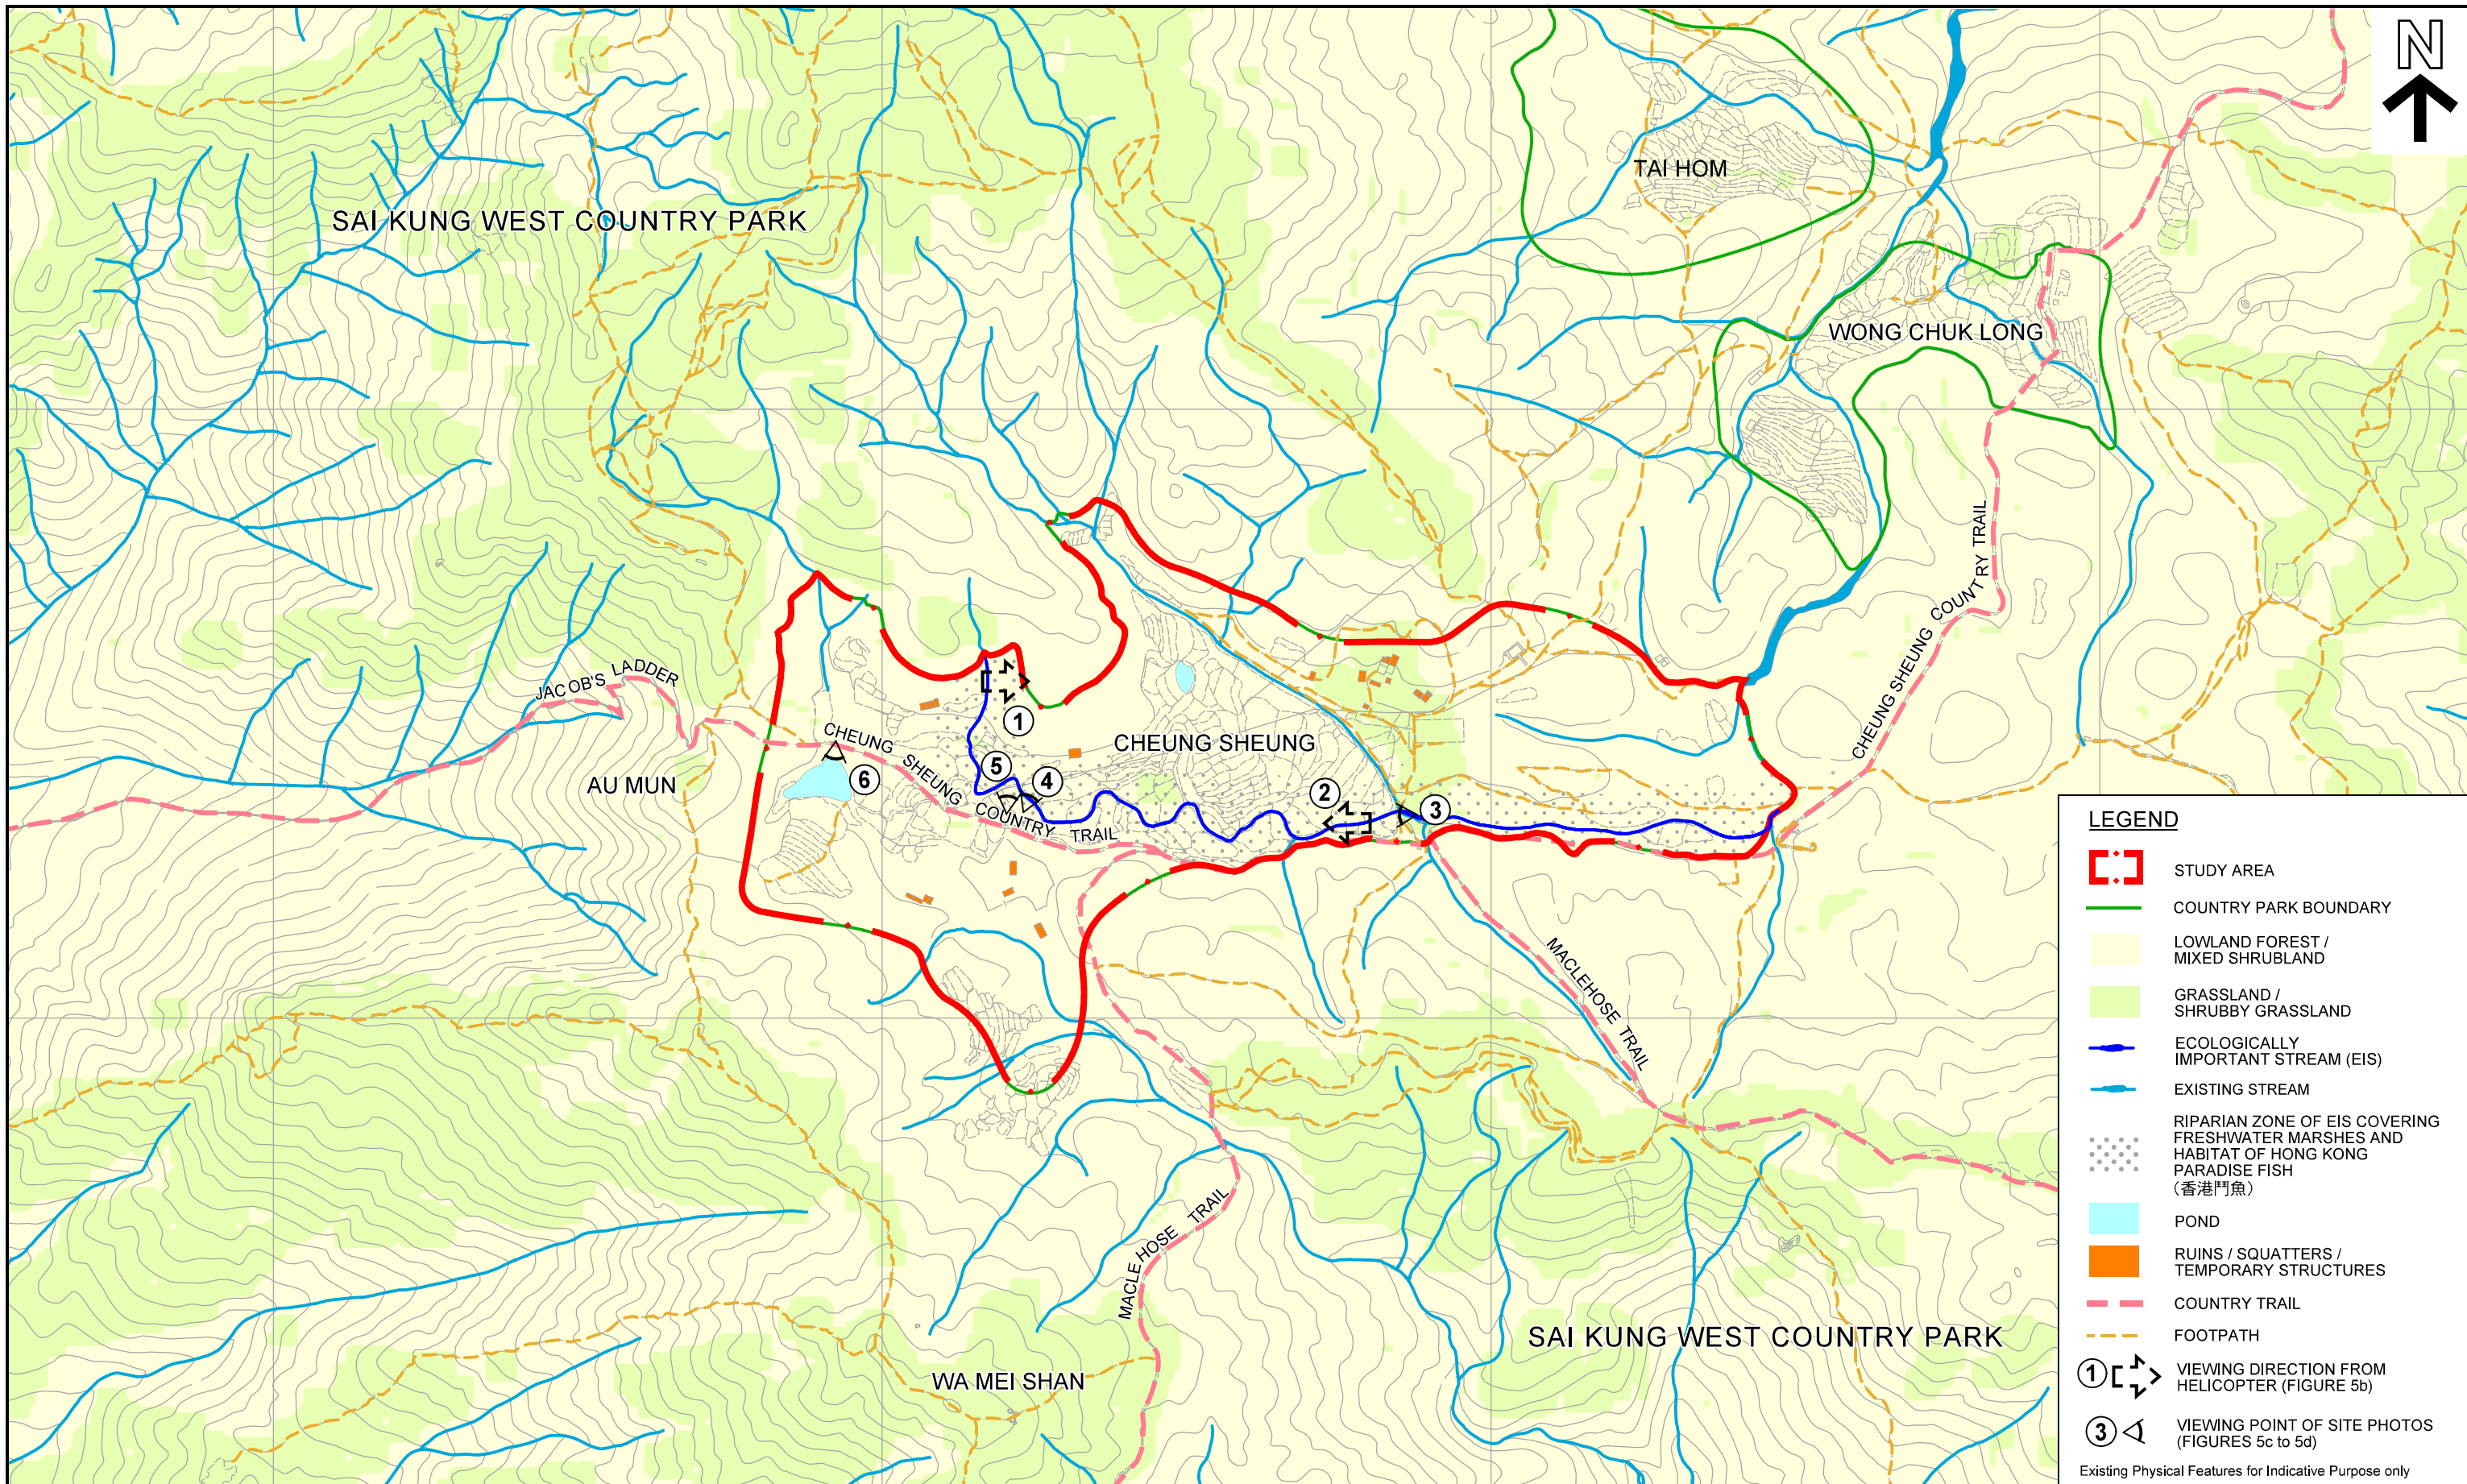 N
TAI HOM
SAI KUNG WEST COUNTRY PARK
WONG CHUK LONG
CHEUNG SHEUNG COUNTRY TRAIL
JACOB'S LADDER
1
CHEUNG SHEUNG COUNTRY TRAIL
CHEUNG SHEUNG
5
4
6
2
3
AU MUN
MACLEHOSE TRAIL
MACLEHOSE TRAIL
SAI KUNG WEST COUNTRY PARK
WA MEI SHAN
LEGEND
STUDY AREA
COUNTRY PARK BOUNDARY
LOWLAND FOREST /
MIXED SHRUBLAND
GRASSLAND /
SHRUBBY GRASSLAND
ECOLOGICALLY
IMPORTANT STREAM (EIS)
EXISTING STREAM
RIPARIAN ZONE OF EIS COVERING
FRESHWATER MARSHES AND
HABITAT OF HONG KONG
PARADISE FISH
(香港鬥魚)
POND
RUINS / SQUATTERS /
TEMPORARY STRUCTURES
COUNTRY TRAIL
FOOTPATH
1 VIEWING DIRECTION FROM
HELICOPTER (FIGURE 5b)
3 VIEWING POINT OF SITE PHOTOS
(FIGURES 5c to 5d)
Existing Physical Features for Indicative Purpose only